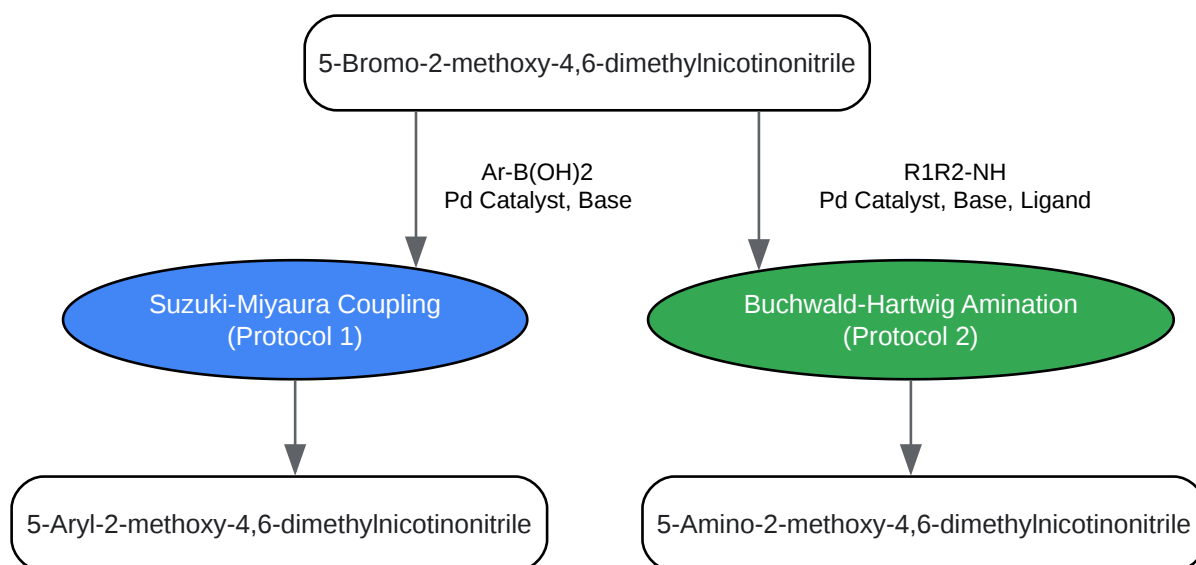 5-Bromo-2-methoxy-4,6-dimethylnicotinonitrile
Ar-B(OH)2
Pd Catalyst, Base
R1R2-NH
Pd Catalyst, Base, Ligand
Suzuki-Miyaura Coupling
(Protocol 1)
Buchwald-Hartwig Amination
(Protocol 2)
5-Aryl-2-methoxy-4,6-dimethylnicotinonitrile
5-Amino-2-methoxy-4,6-dimethylnicotinonitrile